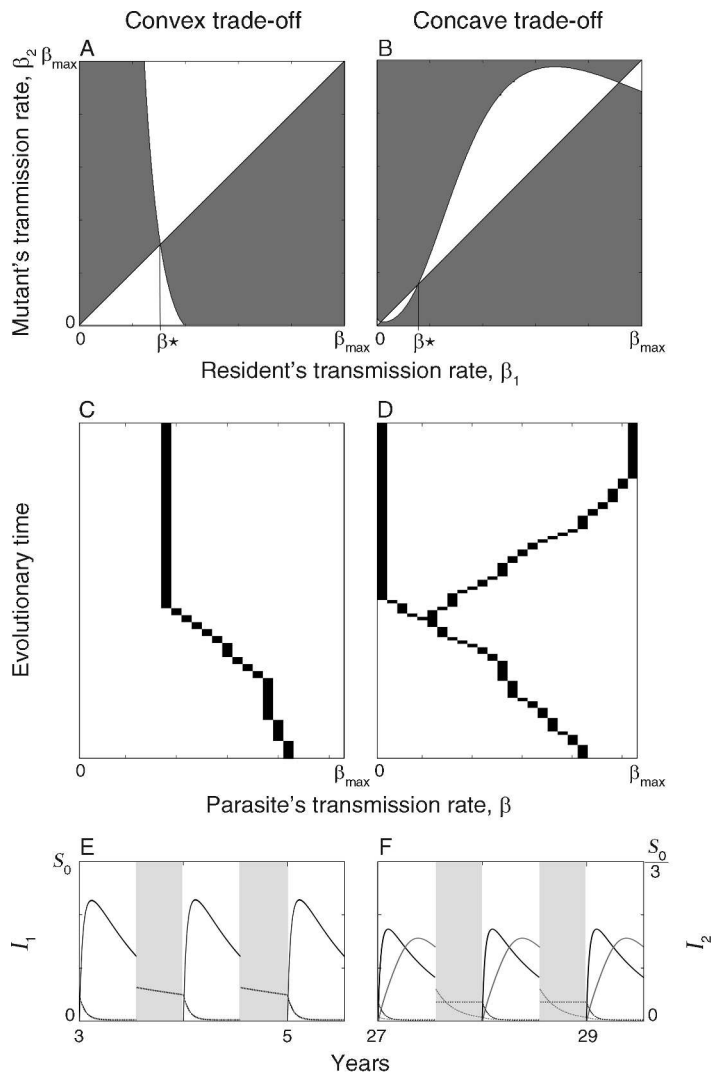 Convex trade-off
Concave trade-off
A
B
Mutant's tranmission rate, β2
βmax
0
0
β★
βmax
0
β★
βmax
Resident's transmission rate, β1
C
D
Evolutionary time
0
βmax
0
βmax
Parasite's transmission rate, β
E
F
S0
I1
0
3
5
27
29
S0
3
I2
0
Years